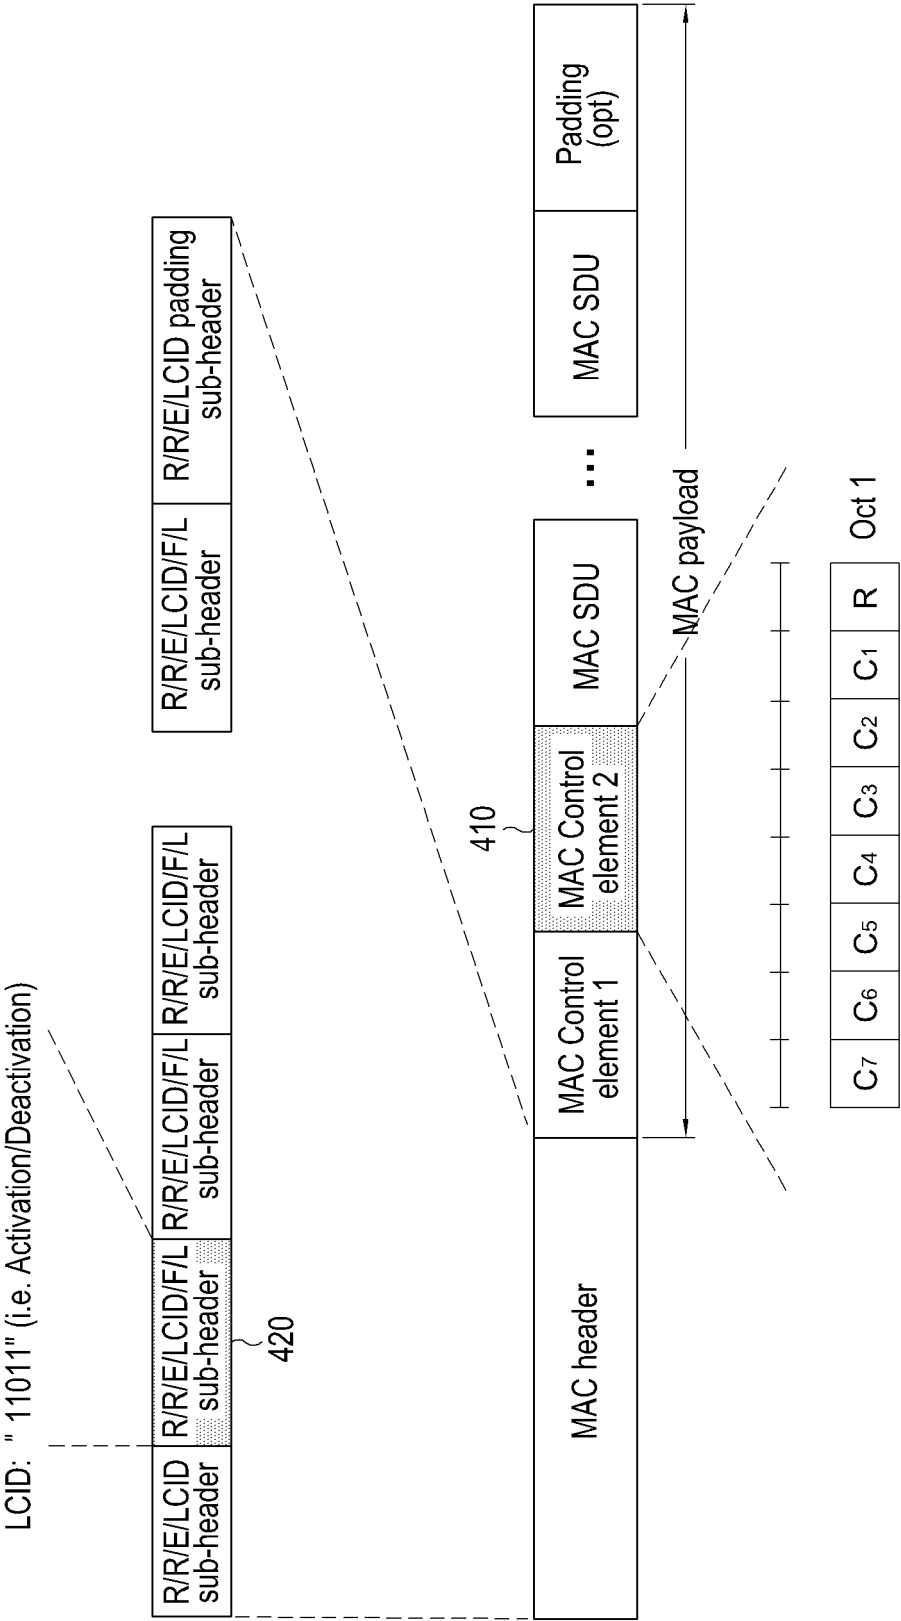 LCID: " 11011" (i.e. Activation/Deactivation)
R/R/E/LCID
sub-header
R/R/E/LCID/F/L
sub-header
R/R/E/LCID/F/L
sub-header
R/R/E/LCID/F/L
sub-header
R/R/E/LCID/F/L
sub-header
R/R/E/LCID padding
sub-header
420
410
MAC header
MAC Control
element 1
MAC Control
element 2
MAC SDU
...
MAC SDU
Padding
(opt)
MAC payload
C7
C6
C5
C4
C3
C2
C1
R
Oct 1